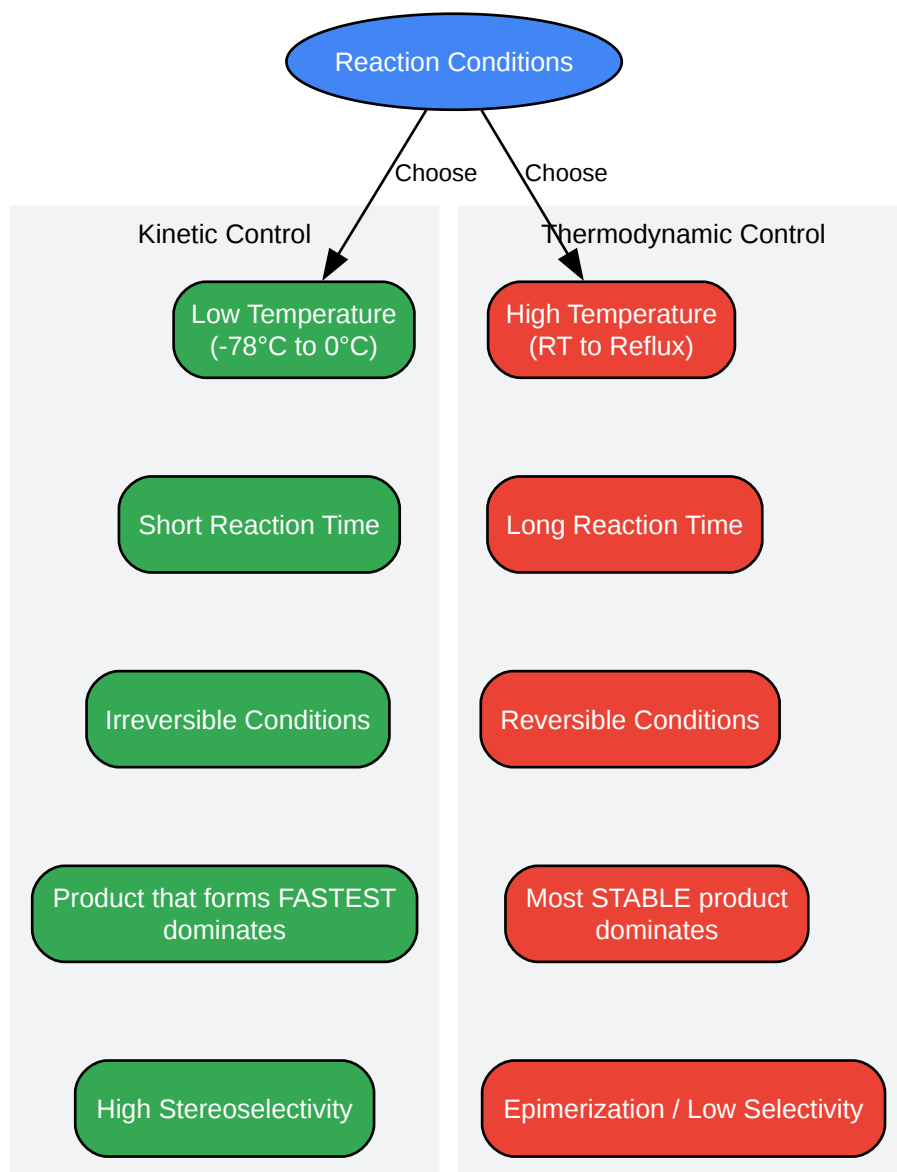 Reaction Conditions
Choose
Choose
Kinetic Control
Low Temperature
(-78°C to 0°C)
Short Reaction Time
Irreversible Conditions
Product that forms FASTEST
dominates
High Stereoselectivity
Thermodynamic Control
High Temperature
(RT to Reflux)
Long Reaction Time
Reversible Conditions
Most STABLE product
dominates
Epimerization / Low Selectivity